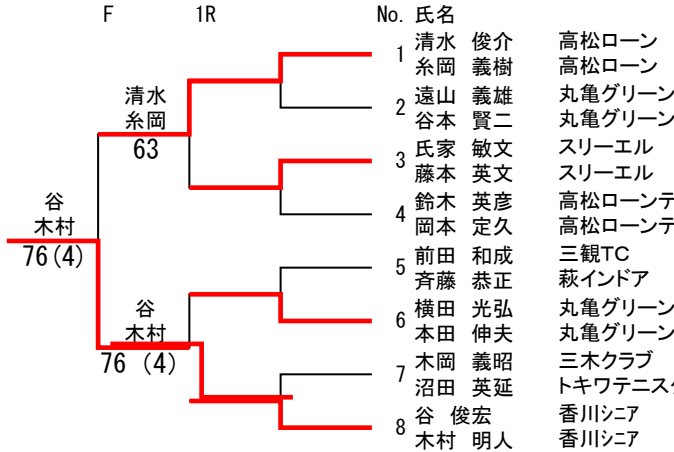 F 1R No. 氏名
1 清水 俊介 高松ローン
糸岡 義樹 高松ローン
2 遠山 義雄 丸亀グリーン
谷本 賢二 丸亀グリーン
3 氏家 敏文 スリーエル
藤本 英文 スリーエル
4 鈴木 英彦 高松ローンテ
岡本 定久 高松ローンテ
5 前田 和成 三観TC
斉藤 恭正 萩インドア
6 横田 光弘 丸亀グリーン
本田 伸夫 丸亀グリーン
7 木岡 義昭 三木クラブ
沼田 英延 トキワテニス
8 谷 俊宏 香川シニア
木村 明人 香川シニア
清水
糸岡
63
谷
木村
76(4)
谷
木村
76 (4)